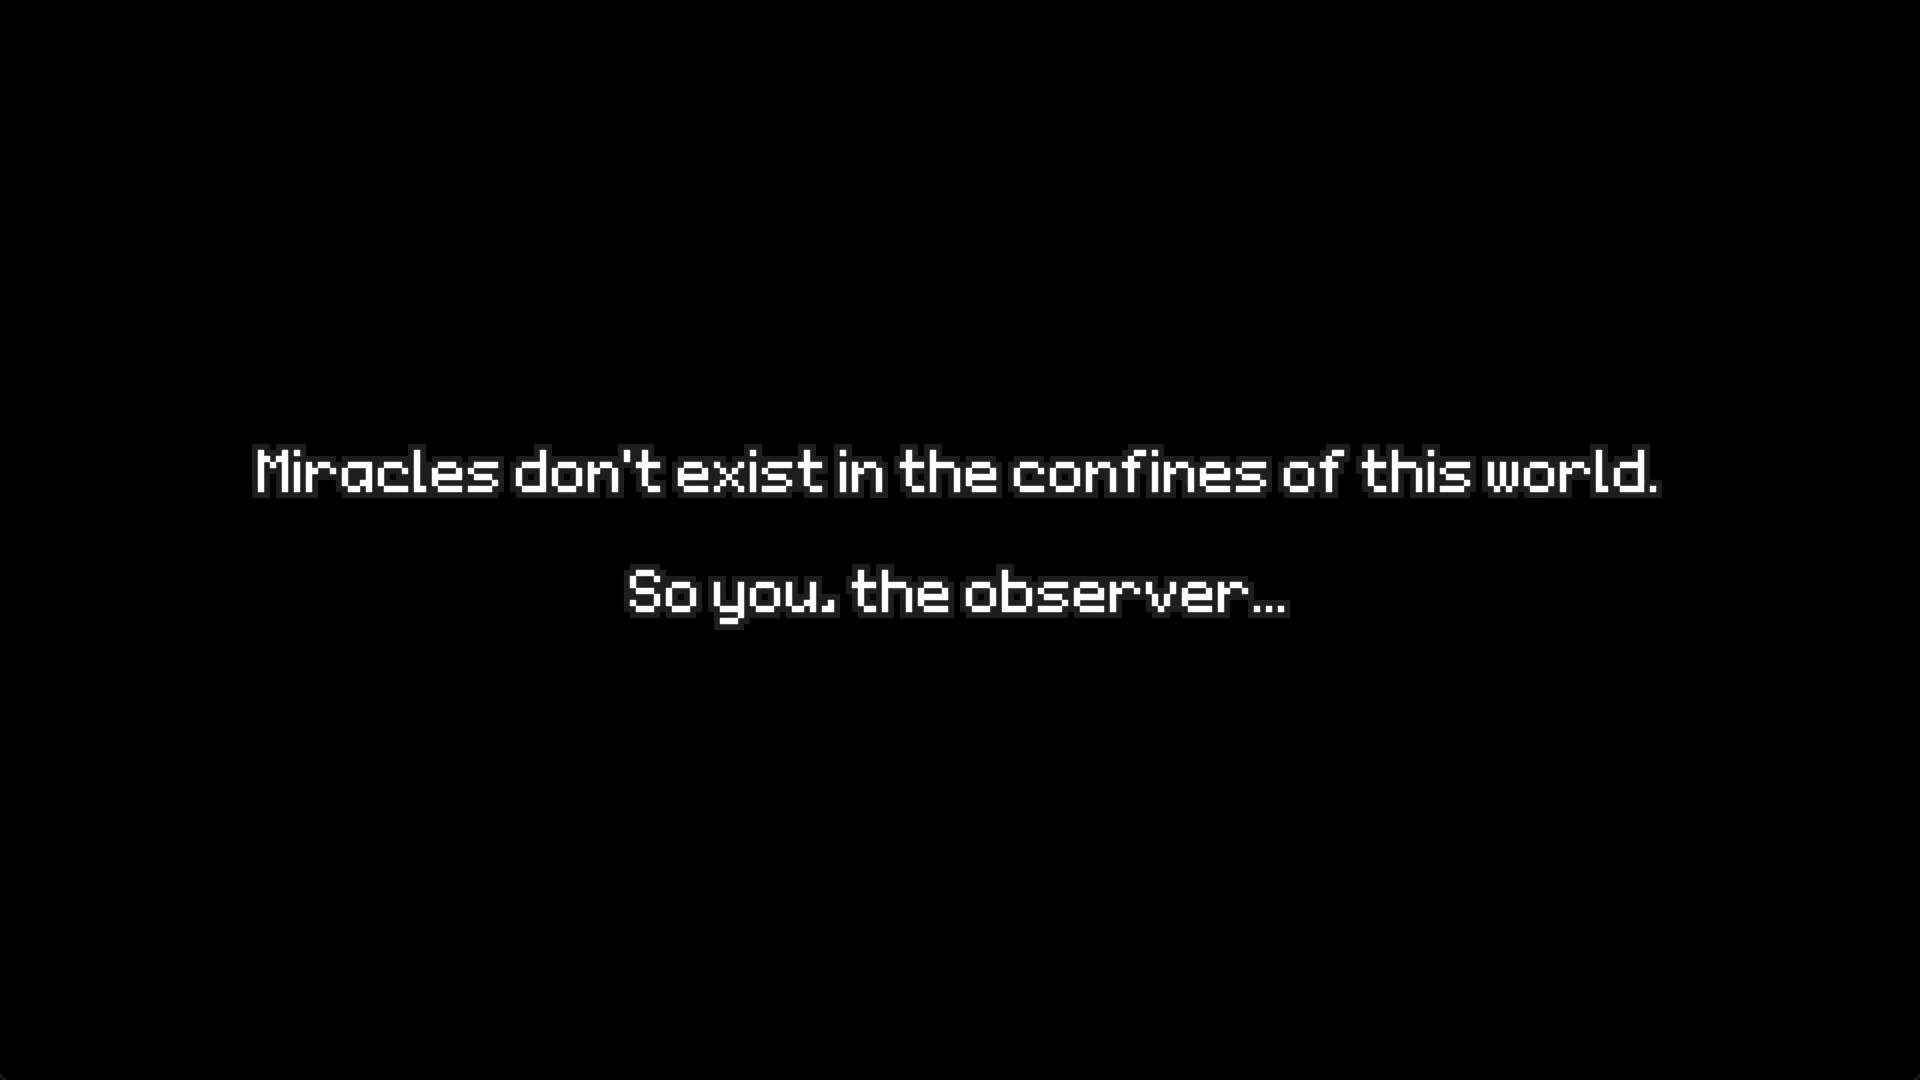 Miracles don't exist in the confines of this world.
So you, the observer...